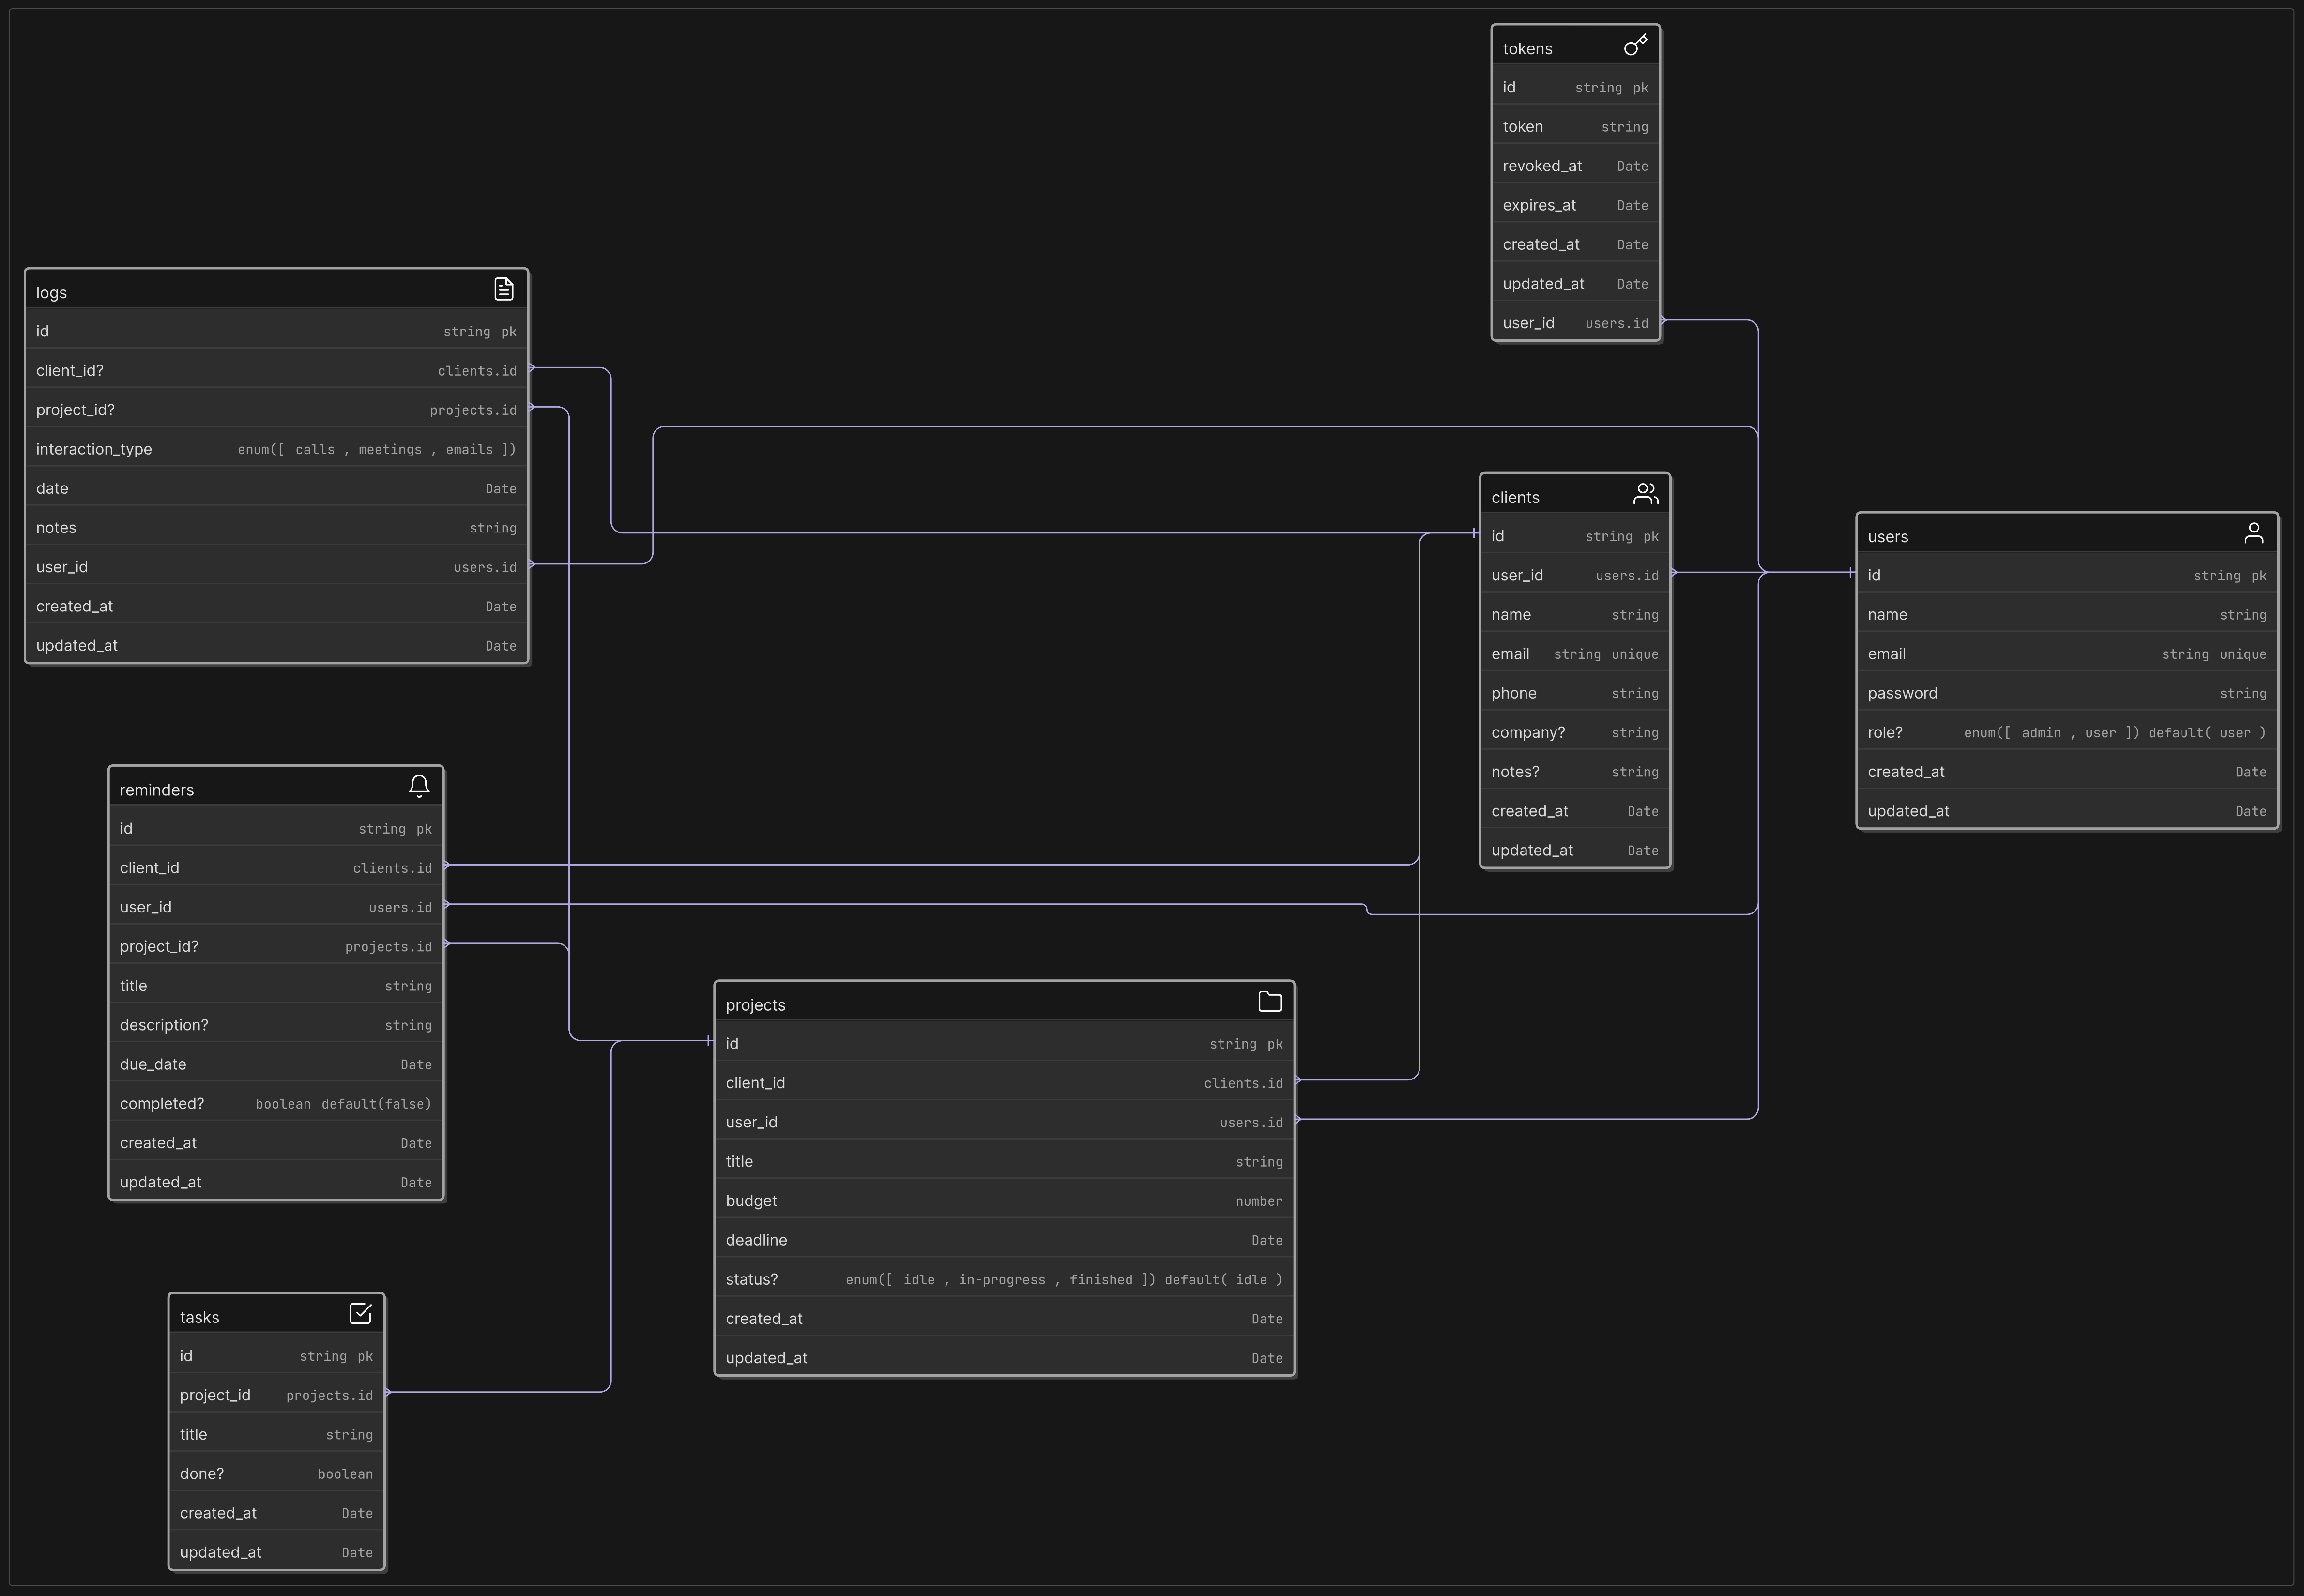 tokens
id string pk
token string
revoked_at Date
expires_at Date
created_at Date
updated_at Date
user_id users.id
logs
id string pk
client_id? clients.id
project_id? projects.id
interaction_type enum([ calls , meetings , emails ])
date Date
notes string
user_id users.id
created_at Date
updated_at Date
clients
id string pk
user_id users.id
name string
email string unique
phone string
company? string
notes? string
created_at Date
updated_at Date
users
id string pk
name string
email string unique
password string
role? enum([ admin , user ]) default( user )
created_at Date
updated_at Date
reminders
id string pk
client_id clients.id
user_id users.id
project_id? projects.id
title string
description? string
due_date Date
completed? boolean default(false)
created_at Date
updated_at Date
projects
id string pk
client_id clients.id
user_id users.id
title string
budget number
deadline Date
status? enum([ idle , in-progress , finished ]) default( idle )
created_at Date
updated_at Date
tasks
id string pk
project_id projects.id
title string
done? boolean
created_at Date
updated_at Date